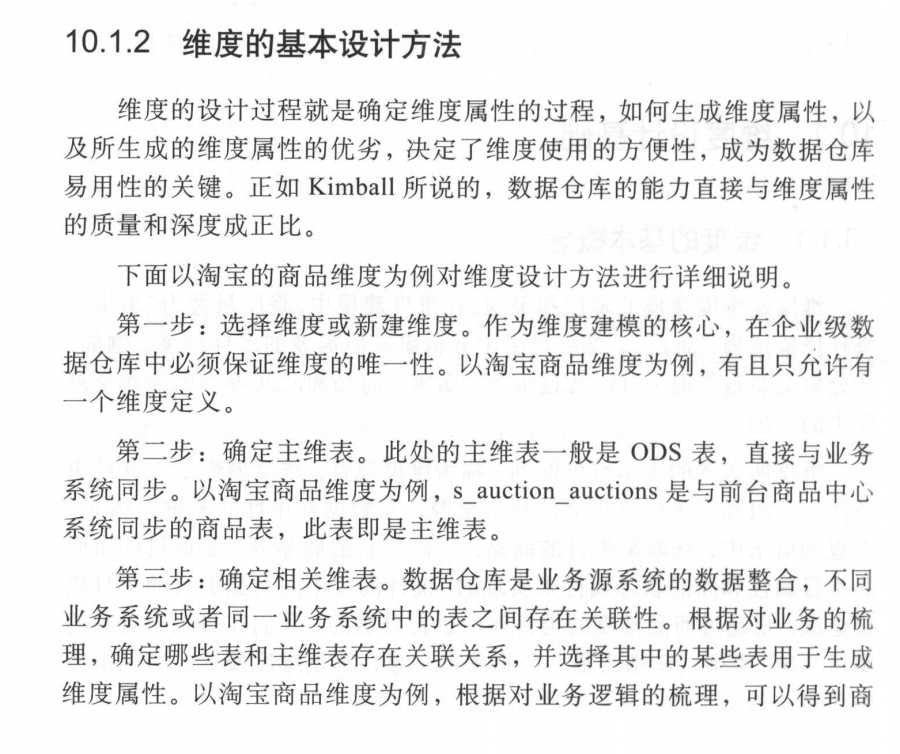 10.1.2 维度的基本设计方法
维度的设计过程就是确定维度属性的过程，如何生成维度属性，以
及所生成的维度属性的优劣，决定了维度使用的方便性，成为数据仓库
易用性的关键。正如 Kimball 所说的，数据仓库的能力直接与维度属性
的质量和深度成正比。
下面以淘宝的商品维度为例对维度设计方法进行详细说明。
第一步：选择维度或新建维度。作为维度建模的核心，在企业级数
据仓库中必须保证维度的唯一性。以淘宝商品维度为例，有且只允许有
一个维度定义。
第二步：确定主维表。此处的主维表一般是 ODS 表，直接与业务
系统同步。以淘宝商品维度为例，s_auction_auctions 是与前台商品中心
系统同步的商品表，此表即是主维表。
第三步：确定相关维表。数据仓库是业务源系统的数据整合，不同
业务系统或者同一业务系统中的表之间存在关联性。根据对业务的梳
理，确定哪些表和主维表存在关联关系，并选择其中的某些表用于生成
维度属性。以淘宝商品维度为例，根据对业务逻辑的梳理，可以得到商